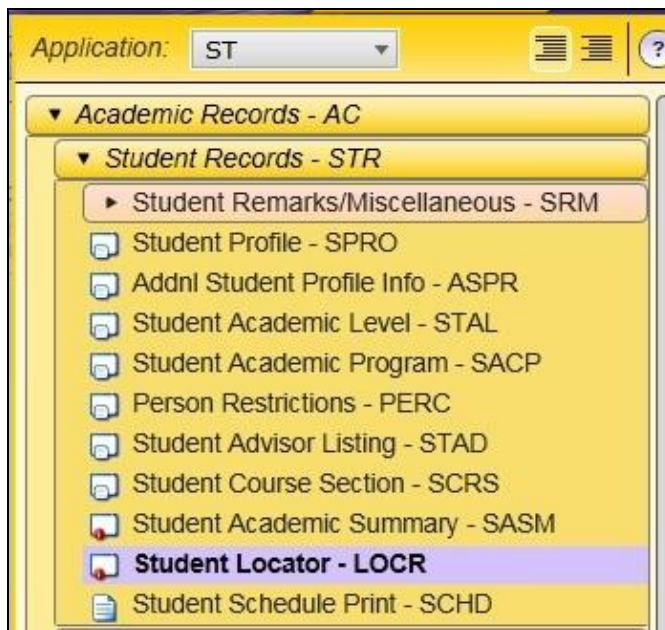 Application: ST ?
Academic Records - AC
Student Records - STR
Student Remarks/Miscellaneous - SRM
Student Profile - SPRO
Addnl Student Profile Info - ASPR
Student Academic Level - STAL
Student Academic Program - SACP
Person Restrictions - PERC
Student Advisor Listing - STAD
Student Course Section - SCRS
Student Academic Summary - SASM
Student Locator - LOCR
Student Schedule Print - SCHD